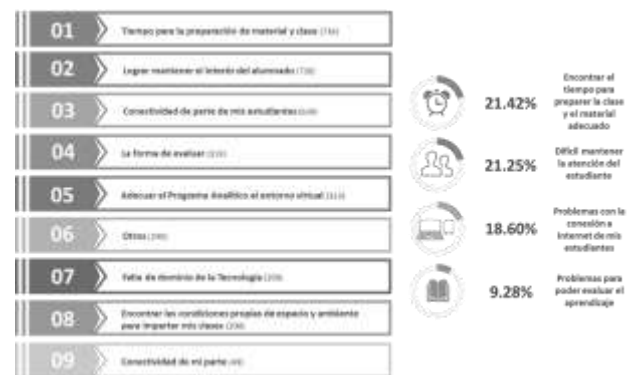 01 Tiempo para la preparación de material y clase
02 Lograr mantener el interés del alumnado
03 Conectividad de parte de mis estudiantes
04 La forma de evaluar
05 Adecuar el Programa Analítico al entorno virtual
06 Otros
07 Falta de dominio de la Tecnología
08 Encontrar las condiciones propias de espacio y ambiente
para impartir mis clases
09 Conectividad de mi parte
21.42%
Encontrar el
tiempo para
preparar la clase
y el material
adecuado
21.25%
Difícil mantener
la atención del
estudiante
18.60%
Problemas con la
conexión a
Internet de mis
estudiantes
9.28%
Problemas para
poder evaluar el
aprendizaje